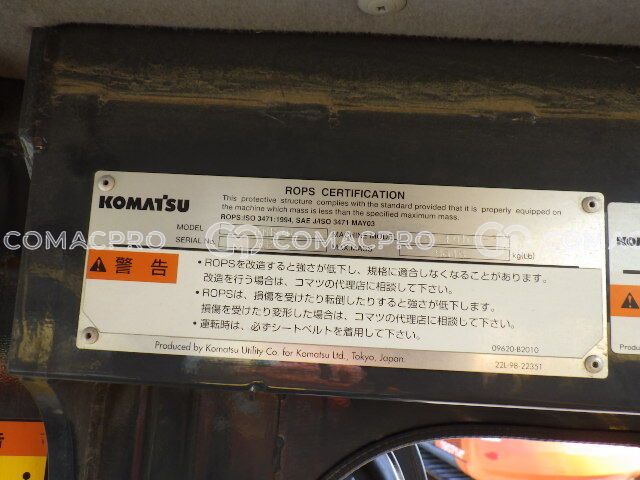 ROPS CERTIFICATION
KOMATSU
This protective structure complies with the standard provided that it is properly equipped on
the machine which mass is less than the specified maximum mass.
ROPS:ISO 3471:1994, SAE J/ISO 3471 MAY03
MODEL
MACHINE MODEL
SERIAL No.
MAX MASS
kg(Lb)
COMACPRO COMACPRO COMACPRO
警告
・ROPSを改造すると強さが低下し、規格に適合しなくなることがあります。
改造を行う場合は、コマツの代理店に相談して下さい。
・ROPSは、損傷を受けたり転倒したりすると強さが低下します。
損傷を受けたり変形した場合は、コマツの代理店に相談して下さい。
・運転時は、必ずシートベルトを着用して下さい。
09620-B2010
Produced by Komatsu Utility Co. for Komatsu Ltd., Tokyo, Japan.
22L-98-22351
Produ
告